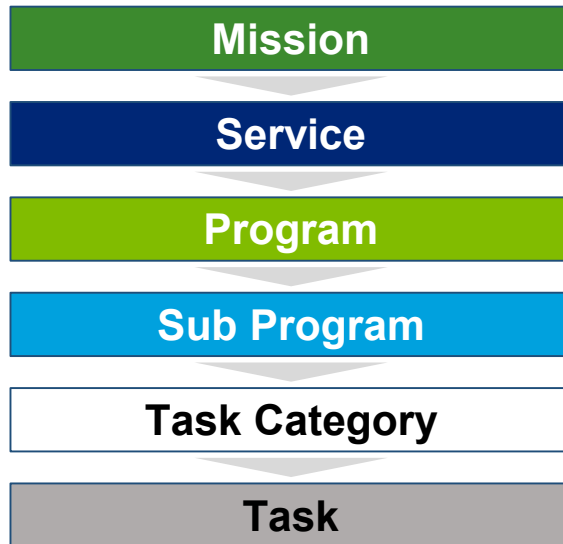 Mission
Service
Program
Sub Program
Task Category
Task